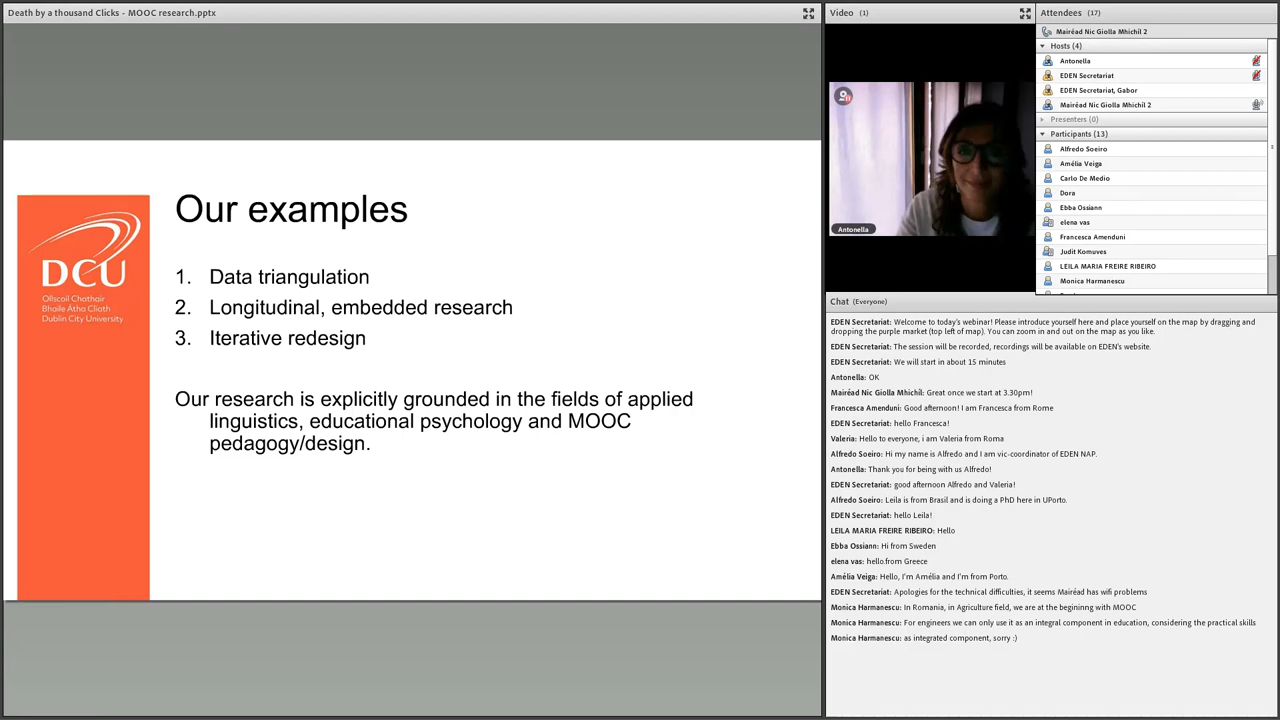 Death by a thousand Clicks - MOOC research.pptx
DCU
Ollscoil Chathair
Bhaile Átha Cliath
Dublin City University
Our examples
1. Data triangulation
2. Longitudinal, embedded research
3. Iterative redesign
Our research is explicitly grounded in the fields of applied
linguistics, educational psychology and MOOC
pedagogy/design.
Video (1)
Antonella
Attendees (17)
Mairéad Nic Giolla Mhichíl 2
Hosts (4)
Antonella
EDEN Secretariat
EDEN Secretariat, Gabor
Mairéad Nic Giolla Mhichíl 2
Presenters (0)
Participants (13)
Alfredo Soeiro
Amélia Veiga
Carlo De Medio
Dora
Ebba Ossiann
elena vas
Francesca Amenduni
Judit Komuves
LEILA MARIA FREIRE RIBEIRO
Monica Harmanescu
Chat (Everyone)
EDEN Secretariat: Welcome to today's webinar! Please introduce yourself here and place yourself on the map by dragging and
dropping the purple market (top left of map). You can zoom in and out on the map as you like.
EDEN Secretariat: The session will be recorded, recordings will be available on EDEN's website.
EDEN Secretariat: We will start in about 15 minutes
Antonella: OK
Mairéad Nic Giolla Mhichíl: Great once we start at 3.30pm!
Francesca Amenduni: Good afternoon! I am Francesca from Rome
EDEN Secretariat: hello Francesca!
Valeria: Hello to everyone, i am Valeria from Roma
Alfredo Soeiro: Hi my name is Alfredo and I am vic-coordinator of EDEN NAP.
Antonella: Thank you for being with us Alfredo!
EDEN Secretariat: good afternoon Alfredo and Valeria!
Alfredo Soeiro: Leila is from Brasil and is doing a PhD here in UPorto.
EDEN Secretariat: hello Leila!
LEILA MARIA FREIRE RIBEIRO: Hello
Ebba Ossiann: Hi from Sweden
elena vas: hello.from Greece
Amélia Veiga: Hello, I'm Amélia and I'm from Porto.
EDEN Secretariat: Apologies for the technical difficulties, it seems Mairéad has wifi problems
Monica Harmanescu: In Romania, in Agriculture field, we are at the begininng with MOOC
Monica Harmanescu: For engineers we can only use it as an integral component in education, considering the practical skills
Monica Harmanescu: as integrated component, sorry :)